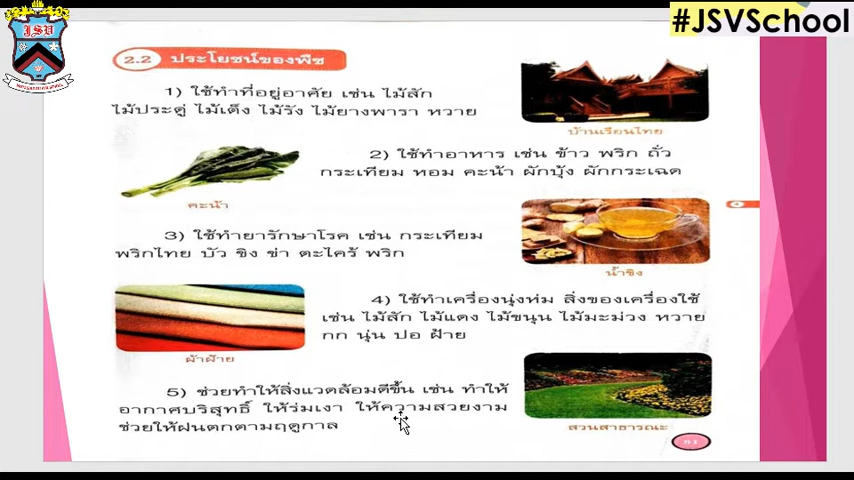 #JSVSchool
JSV
2.2 ประโยชน์ของพืช
1) ใช้ทำที่อยู่อาศัย เช่น ไม้สัก
ไม้ประดู่ ไม้เต็ง ไม้รัง ไม้ยางพารา หวาย
บ้านเรือนไทย
2) ใช้ทำอาหาร เช่น ข้าว พริก ถั่ว
กระเทียม หอม คะน้า ผักบุ้ง ผักกระเฉด
คะน้า
3) ใช้ทำยารักษาโรค เช่น กระเทียม
พริกไทย บัว ขิง ข่า ตะไคร้ พริก
น้ำขิง
4) ใช้ทำเครื่องนุ่งห่ม สิ่งของเครื่องใช้
เช่น ไม้สัก ไม้แดง ไม้ขนุน ไม้มะม่วง หวาย
กก นุ่น ปอ ฝ้าย
ผ้าฝ้าย
5) ช่วยทำให้สิ่งแวดล้อมดีขึ้น เช่น ทำให้
อากาศบริสุทธิ์ ให้ร่มเงา ให้ความสวยงาม
ช่วยให้ฝนตกตามฤดูกาล
สวนสาธารณะ